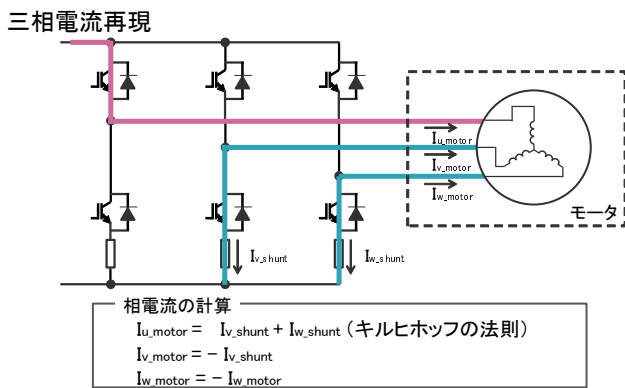 三相電流再現
Iu_motor
Iv_motor
Iw_motor
モータ
Iv_shunt
Iw_shunt
相電流の計算
Iu_motor = Iv_shunt + Iw_shunt (キルヒホッフの法則)
Iv_motor = − Iv_shunt
Iw_motor = − Iw_motor